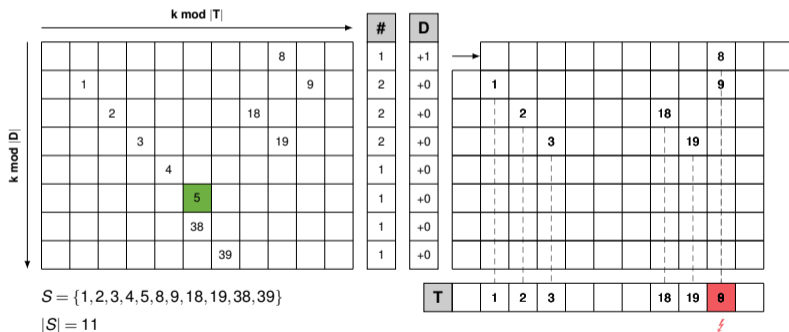 k mod |T|
# D
8 1 +1 8
1 9 2 +0 1 9
2 18 2 +0 2 18
3 19 2 +0 3 19
4 1 +0
5 1 +0
38 1 +0
39 1 +0
k mod |D|
S = {1,2,3,4,5,8,9,18,19,38,39}
|S| = 11
T 1 2 3 18 19